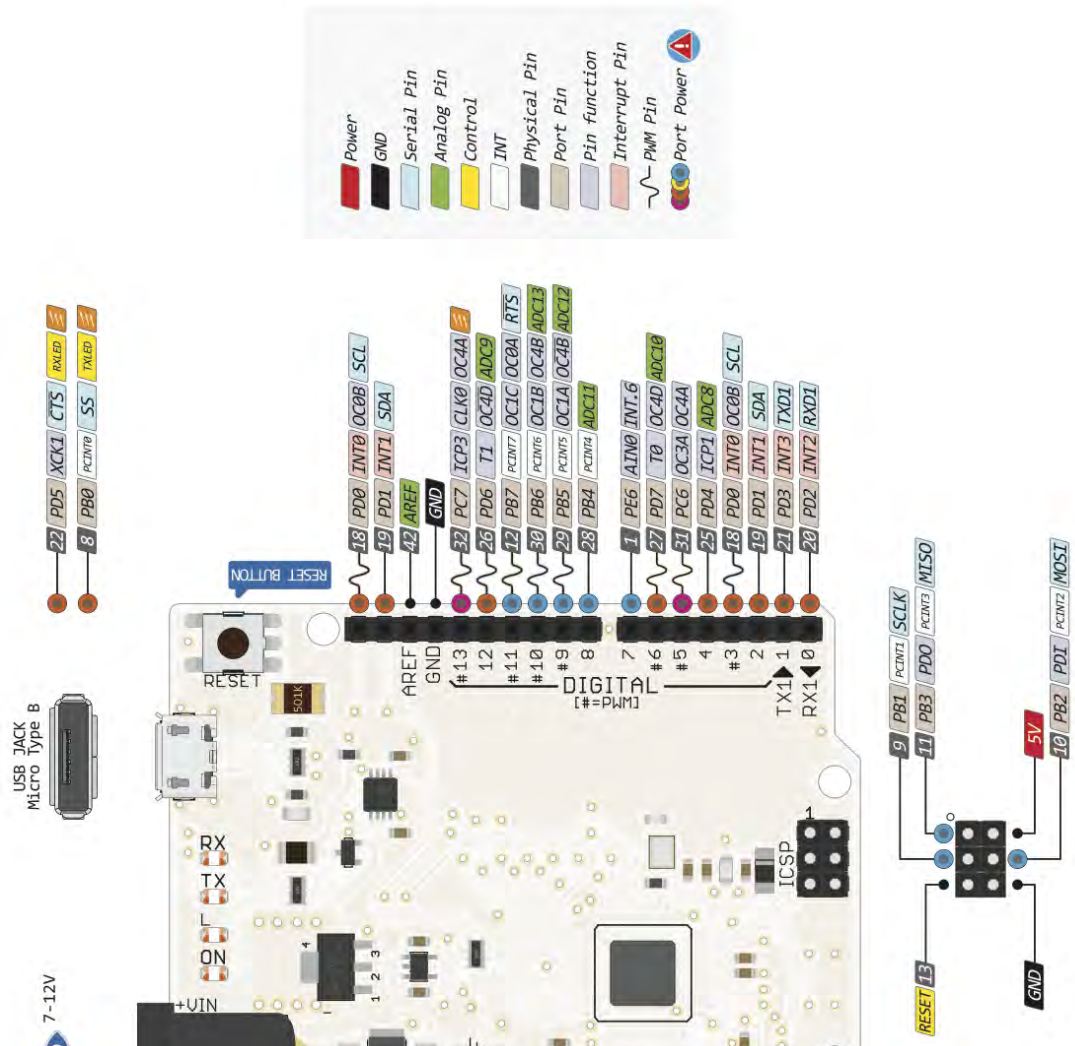 Power
GND
Serial Pin
Analog Pin
Control
INT
Physical Pin
Port Pin
Pin function
Interrupt Pin
PWM Pin
Port Power
22 PD5 XCK1 CTS RXLED
8 PB0 PCINT0 SS TXLED
18 PD0 INT0 OC0B SCL
19 PD1 INT1 SDA
42 AREF
GND
32 PC7 ICP3 CLK0 OC4A
26 PD6 T1 OC4D ADC9
12 PB7 PCINT7 OC1C OC0A RTS
30 PB6 PCINT6 OC1B OC4B ADC13
29 PB5 PCINT5 OC1A OC4B ADC12
28 PB4 PCINT4 ADC11
1 PE6 AIN0 INT.6
27 PD7 T0 OC4D ADC10
31 PC6 OC3A OC4A
25 PD4 ICP1 ADC8
18 PD0 INT0 OC0B SCL
19 PD1 INT1 SDA
21 PD3 INT3 TXD1
20 PD2 INT2 RXD1
RESET BUTTON
RESET
501K
AREF
GND
#13
12
#11
#10
#9
8
7
#6
#5
4
#3
2
TX1 1
RX1 0
DIGITAL
[#=PWM]
USB JACK
Micro Type B
RX
TX
L
ON
4
1 2 3
+VIN
7-12V
1
ICSP
9 PB1 PCINT1 SCLK
11 PB3 PDO PCINT3 MISO
5V
10 PB2 PDI PCINT2 MOSI
RESET 13
GND